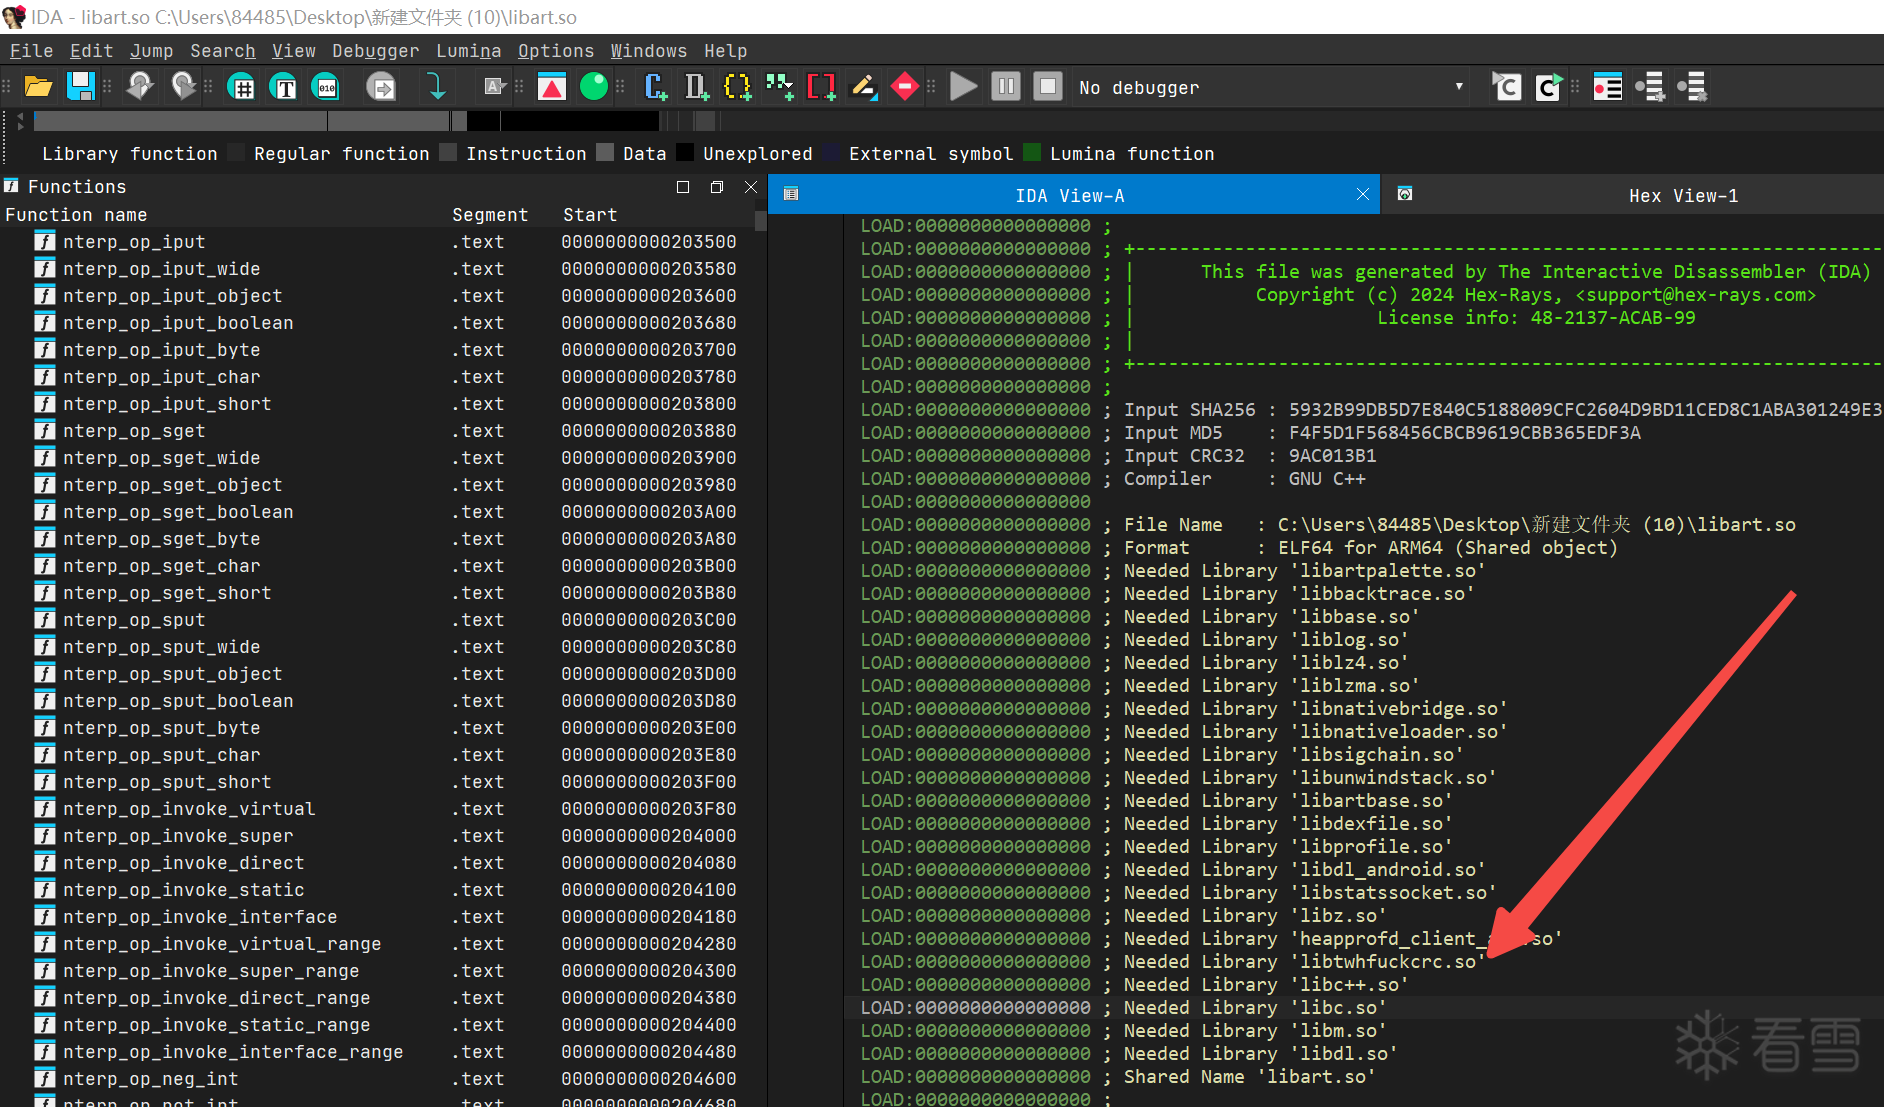 IDA - libart.so C:\Users\84485\Desktop\新建文件夹 (10)\libart.so
File Edit Jump Search View Debugger Lumina Options Windows Help
No debugger
Library function Regular function Instruction Data Unexplored External symbol Lumina function
Functions
Function name Segment Start
nterp_op_iput .text 0000000000203500
nterp_op_iput_wide .text 0000000000203580
nterp_op_iput_object .text 0000000000203600
nterp_op_iput_boolean .text 0000000000203680
nterp_op_iput_byte .text 0000000000203700
nterp_op_iput_char .text 0000000000203780
nterp_op_iput_short .text 0000000000203800
nterp_op_sget .text 0000000000203880
nterp_op_sget_wide .text 0000000000203900
nterp_op_sget_object .text 0000000000203980
nterp_op_sget_boolean .text 0000000000203A00
nterp_op_sget_byte .text 0000000000203A80
nterp_op_sget_char .text 0000000000203B00
nterp_op_sget_short .text 0000000000203B80
nterp_op_sput .text 0000000000203C00
nterp_op_sput_wide .text 0000000000203C80
nterp_op_sput_object .text 0000000000203D00
nterp_op_sput_boolean .text 0000000000203D80
nterp_op_sput_byte .text 0000000000203E00
nterp_op_sput_char .text 0000000000203E80
nterp_op_sput_short .text 0000000000203F00
nterp_op_invoke_virtual .text 0000000000203F80
nterp_op_invoke_super .text 0000000000204000
nterp_op_invoke_direct .text 0000000000204080
nterp_op_invoke_static .text 0000000000204100
nterp_op_invoke_interface .text 0000000000204180
nterp_op_invoke_virtual_range .text 0000000000204280
nterp_op_invoke_super_range .text 0000000000204300
nterp_op_invoke_direct_range .text 0000000000204380
nterp_op_invoke_static_range .text 0000000000204400
nterp_op_invoke_interface_range .text 0000000000204480
nterp_op_neg_int .text 0000000000204600
nterp_op_not_int .text 0000000000204680
IDA View-A Hex View-1
LOAD:0000000000000000 ;
LOAD:0000000000000000 ; +---------------------------------------------------------------------
LOAD:0000000000000000 ; | This file was generated by The Interactive Disassembler (IDA)
LOAD:0000000000000000 ; | Copyright (c) 2024 Hex-Rays, <support@hex-rays.com>
LOAD:0000000000000000 ; | License info: 48-2137-ACAB-99
LOAD:0000000000000000 ; |
LOAD:0000000000000000 ; +---------------------------------------------------------------------
LOAD:0000000000000000 ;
LOAD:0000000000000000 ; Input SHA256 : 5932B99DB5D7E840C5188009CFC2604D9BD11CED8C1ABA301249E3
LOAD:0000000000000000 ; Input MD5 : F4F5D1F568456CBCB9619CBB365EDF3A
LOAD:0000000000000000 ; Input CRC32 : 9AC013B1
LOAD:0000000000000000 ; Compiler : GNU C++
LOAD:0000000000000000
LOAD:0000000000000000 ; File Name : C:\Users\84485\Desktop\新建文件夹 (10)\libart.so
LOAD:0000000000000000 ; Format : ELF64 for ARM64 (Shared object)
LOAD:0000000000000000 ; Needed Library 'libartpalette.so'
LOAD:0000000000000000 ; Needed Library 'libbacktrace.so'
LOAD:0000000000000000 ; Needed Library 'libbase.so'
LOAD:0000000000000000 ; Needed Library 'liblog.so'
LOAD:0000000000000000 ; Needed Library 'liblz4.so'
LOAD:0000000000000000 ; Needed Library 'liblzma.so'
LOAD:0000000000000000 ; Needed Library 'libnativebridge.so'
LOAD:0000000000000000 ; Needed Library 'libnativeloader.so'
LOAD:0000000000000000 ; Needed Library 'libsigchain.so'
LOAD:0000000000000000 ; Needed Library 'libunwindstack.so'
LOAD:0000000000000000 ; Needed Library 'libartbase.so'
LOAD:0000000000000000 ; Needed Library 'libdexfile.so'
LOAD:0000000000000000 ; Needed Library 'libprofile.so'
LOAD:0000000000000000 ; Needed Library 'libdl_android.so'
LOAD:0000000000000000 ; Needed Library 'libstatssocket.so'
LOAD:0000000000000000 ; Needed Library 'libz.so'
LOAD:0000000000000000 ; Needed Library
LOAD:0000000000000000 ; Needed Library 'libtwhfuckcrc.so'
LOAD:0000000000000000 ; Needed Library 'libc++.so'
LOAD:0000000000000000 ; Needed Library 'libc.so'
LOAD:0000000000000000 ; Needed Library 'libm.so'
LOAD:0000000000000000 ; Needed Library 'libdl.so'
LOAD:0000000000000000 ; Shared Name 'libart.so'
LOAD:0000000000000000 ;
看雪